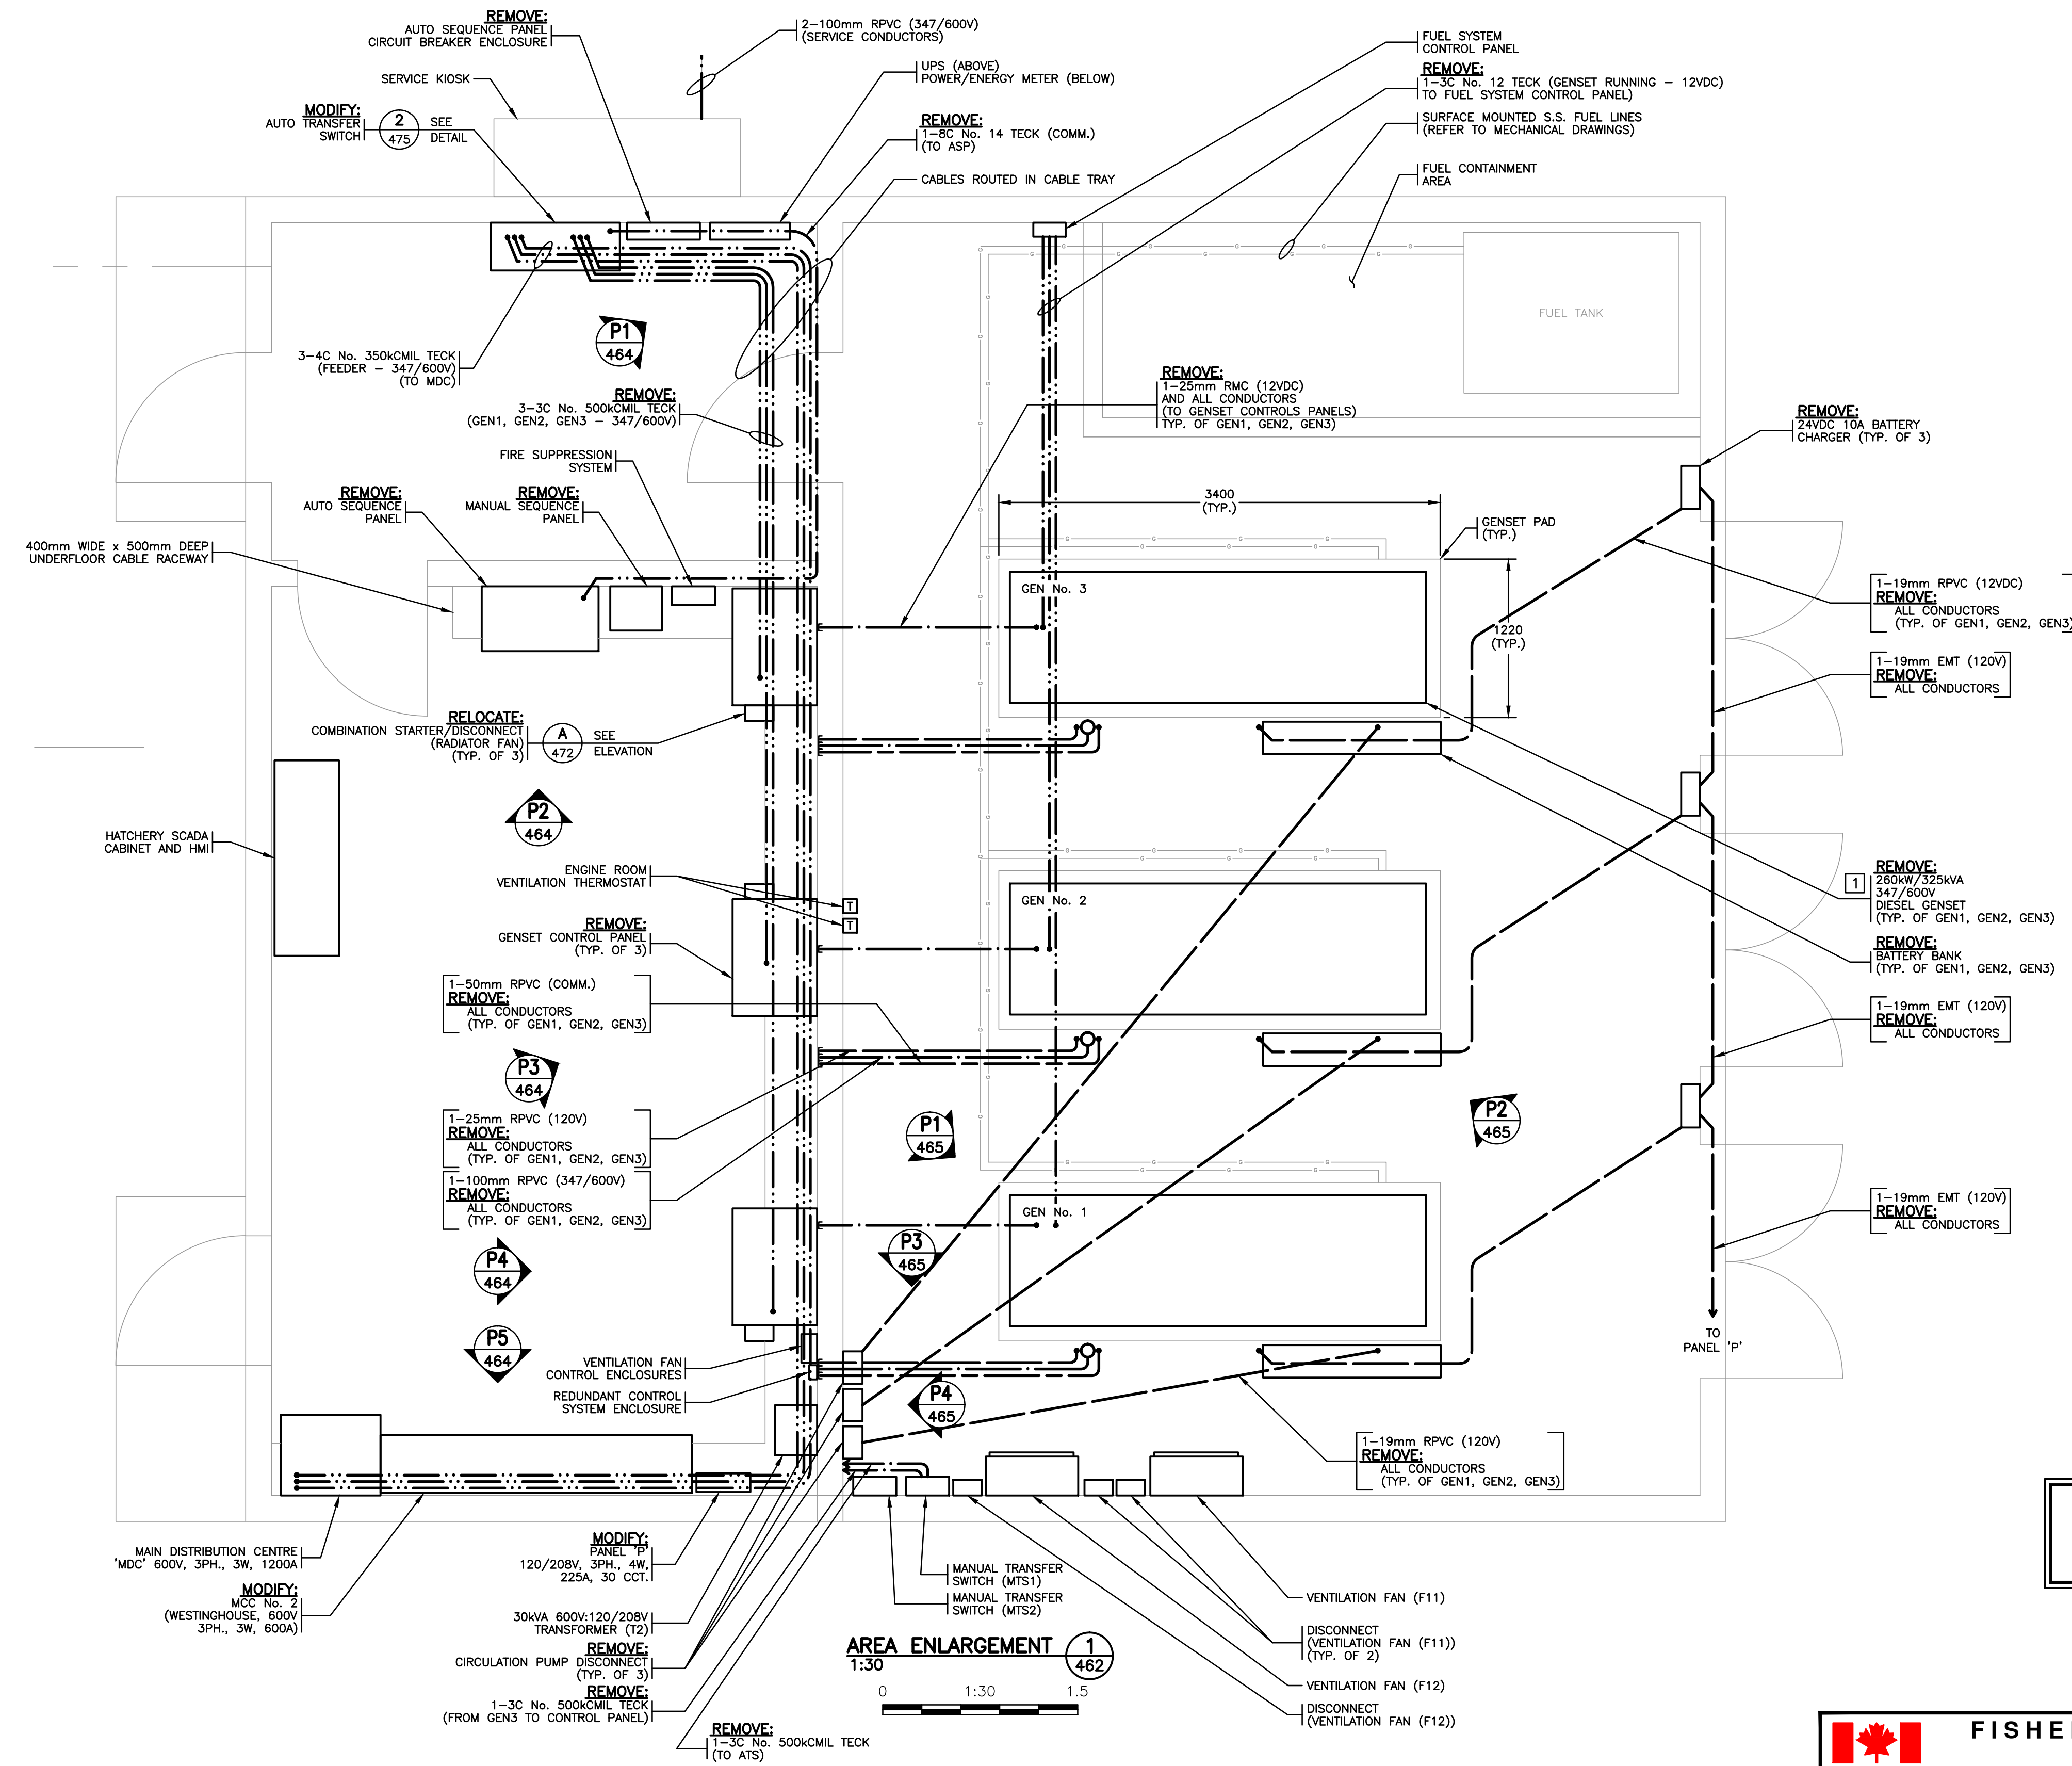 REMOVE:
AUTO SEQUENCE PANEL
CIRCUIT BREAKER ENCLOSURE
2-100mm RPVC (347/600V)
(SERVICE CONDUCTORS)
FUEL SYSTEM
CONTROL PANEL
SERVICE KIOSK
UPS (ABOVE)
POWER/ENERGY METER (BELOW)
REMOVE:
1-3C No. 12 TECK (GENSET RUNNING - 12VDC)
TO FUEL SYSTEM CONTROL PANEL)
MODIFY:
AUTO TRANSFER
SWITCH
2
475
SEE
DETAIL
REMOVE:
1-8C No. 14 TECK (COMM.)
(TO ASP)
SURFACE MOUNTED S.S. FUEL LINES
(REFER TO MECHANICAL DRAWINGS)
CABLES ROUTED IN CABLE TRAY
FUEL CONTAINMENT
AREA
FUEL TANK
P1
464
3-4C No. 350kCMIL TECK
(FEEDER - 347/600V)
(TO MDC)
REMOVE:
3-3C No. 500kCMIL TECK
(GEN1, GEN2, GEN3 - 347/600V)
REMOVE:
1-25mm RMC (12VDC)
AND ALL CONDUCTORS
(TO GENSET CONTROLS PANELS)
TYP. OF GEN1, GEN2, GEN3)
REMOVE:
24VDC 10A BATTERY
CHARGER (TYP. OF 3)
FIRE SUPPRESSION
SYSTEM
REMOVE:
AUTO SEQUENCE
PANEL
REMOVE:
MANUAL SEQUENCE
PANEL
3400
(TYP.)
GENSET PAD
(TYP.)
400mm WIDE x 500mm DEEP
UNDERFLOOR CABLE RACEWAY
GEN No. 3
1220
(TYP.)
1-19mm RPVC (12VDC)
REMOVE:
ALL CONDUCTORS
(TYP. OF GEN1, GEN2, GEN3)
1-19mm EMT (120V)
REMOVE:
ALL CONDUCTORS
RELOCATE:
COMBINATION STARTER/DISCONNECT
(RADIATOR FAN)
(TYP. OF 3)
A
472
SEE
ELEVATION
P2
464
HATCHERY SCADA
CABINET AND HMI
ENGINE ROOM
VENTILATION THERMOSTAT
T
T
GEN No. 2
1
REMOVE:
260kW/325kVA
347/600V
DIESEL GENSET
(TYP. OF GEN1, GEN2, GEN3)
REMOVE:
GENSET CONTROL PANEL
(TYP. OF 3)
REMOVE:
BATTERY BANK
(TYP. OF GEN1, GEN2, GEN3)
1-50mm RPVC (COMM.)
REMOVE:
ALL CONDUCTORS
(TYP. OF GEN1, GEN2, GEN3)
1-19mm EMT (120V)
REMOVE:
ALL CONDUCTORS
P3
464
1-25mm RPVC (120V)
REMOVE:
ALL CONDUCTORS
(TYP. OF GEN1, GEN2, GEN3)
P1
465
P2
465
1-100mm RPVC (347/600V)
REMOVE:
ALL CONDUCTORS
(TYP. OF GEN1, GEN2, GEN3)
GEN No. 1
1-19mm EMT (120V)
REMOVE:
ALL CONDUCTORS
P3
465
P4
464
P5
464
TO
PANEL 'P'
VENTILATION FAN
CONTROL ENCLOSURES
REDUNDANT CONTROL
SYSTEM ENCLOSURE
P4
465
1-19mm RPVC (120V)
REMOVE:
ALL CONDUCTORS
(TYP. OF GEN1, GEN2, GEN3)
MAIN DISTRIBUTION CENTRE
'MDC' 600V, 3PH., 3W, 1200A
MODIFY:
PANEL 'P'
120/208V, 3PH., 4W,
225A, 30 CCT.
MANUAL TRANSFER
SWITCH (MTS1)
MANUAL TRANSFER
SWITCH (MTS2)
MODIFY:
MCC No. 2
(WESTINGHOUSE, 600V
3PH., 3W, 600A)
VENTILATION FAN (F11)
30kVA 600V:120/208V
TRANSFORMER (T2)
DISCONNECT
(VENTILATION FAN (F11))
(TYP. OF 2)
REMOVE:
CIRCULATION PUMP DISCONNECT
(TYP. OF 3)
AREA ENLARGEMENT
1:30
1
462
VENTILATION FAN (F12)
REMOVE:
1-3C No. 500kCMIL TECK
(FROM GEN3 TO CONTROL PANEL)
0
1:30
1.5
DISCONNECT
(VENTILATION FAN (F12))
REMOVE:
1-3C No. 500kCMIL TECK
(TO ATS)